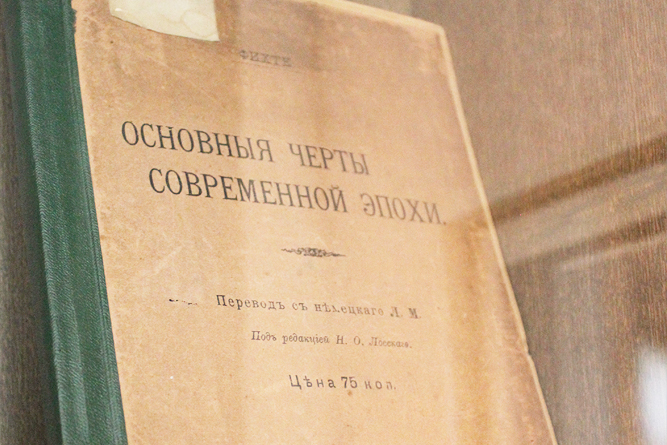 ФИХТЕ
ОСНОВНЫЯ ЧЕРТЫ
СОВРЕМЕННОЙ ЭПОХИ.
Переводъ съ нѣмецкаго Л. М.
Подъ редакціей Н. О. Лосскаго.
Цѣна 75 коп.